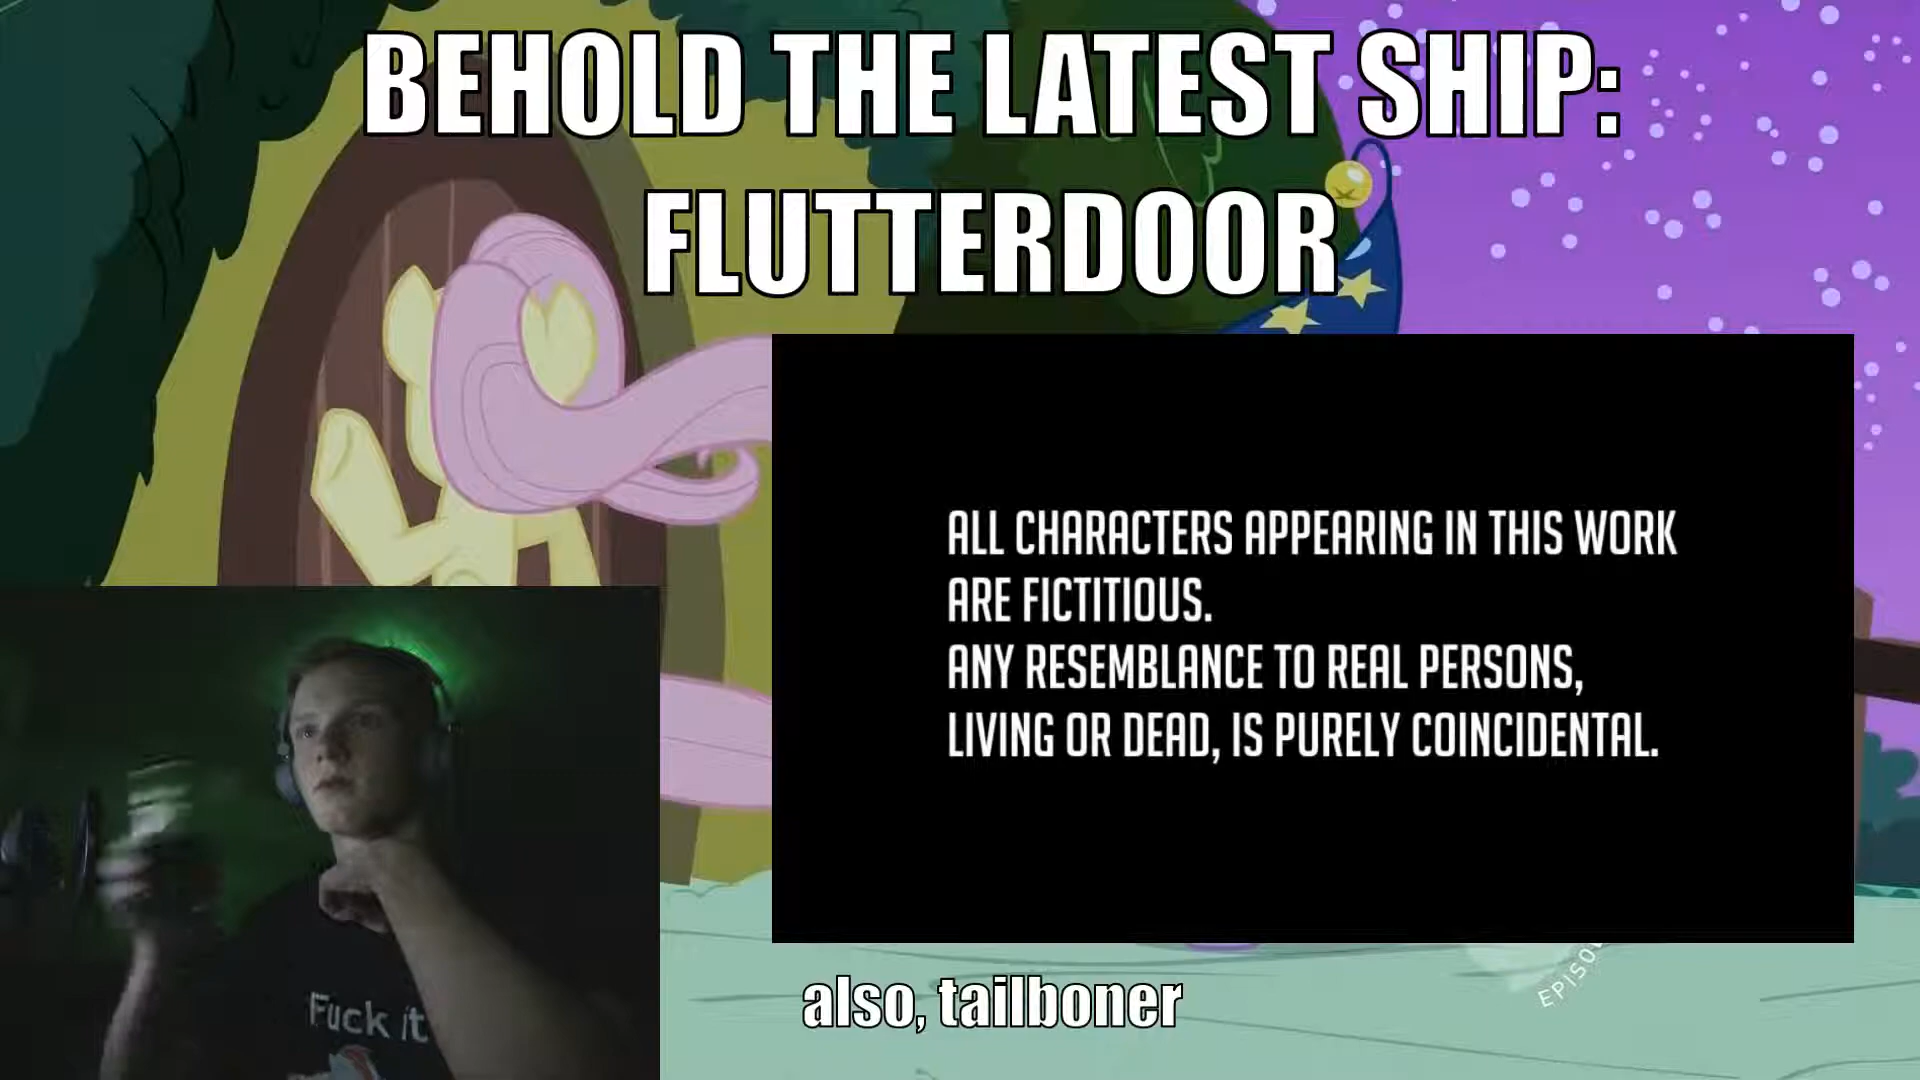 BEHOLD THE LATEST SHIP:
FLUTTERDOOR
ALL CHARACTERS APPEARING IN THIS WORK
ARE FICTITIOUS.
ANY RESEMBLANCE TO REAL PERSONS,
LIVING OR DEAD, IS PURELY COINCIDENTAL.
Fuck it
also, tailboner